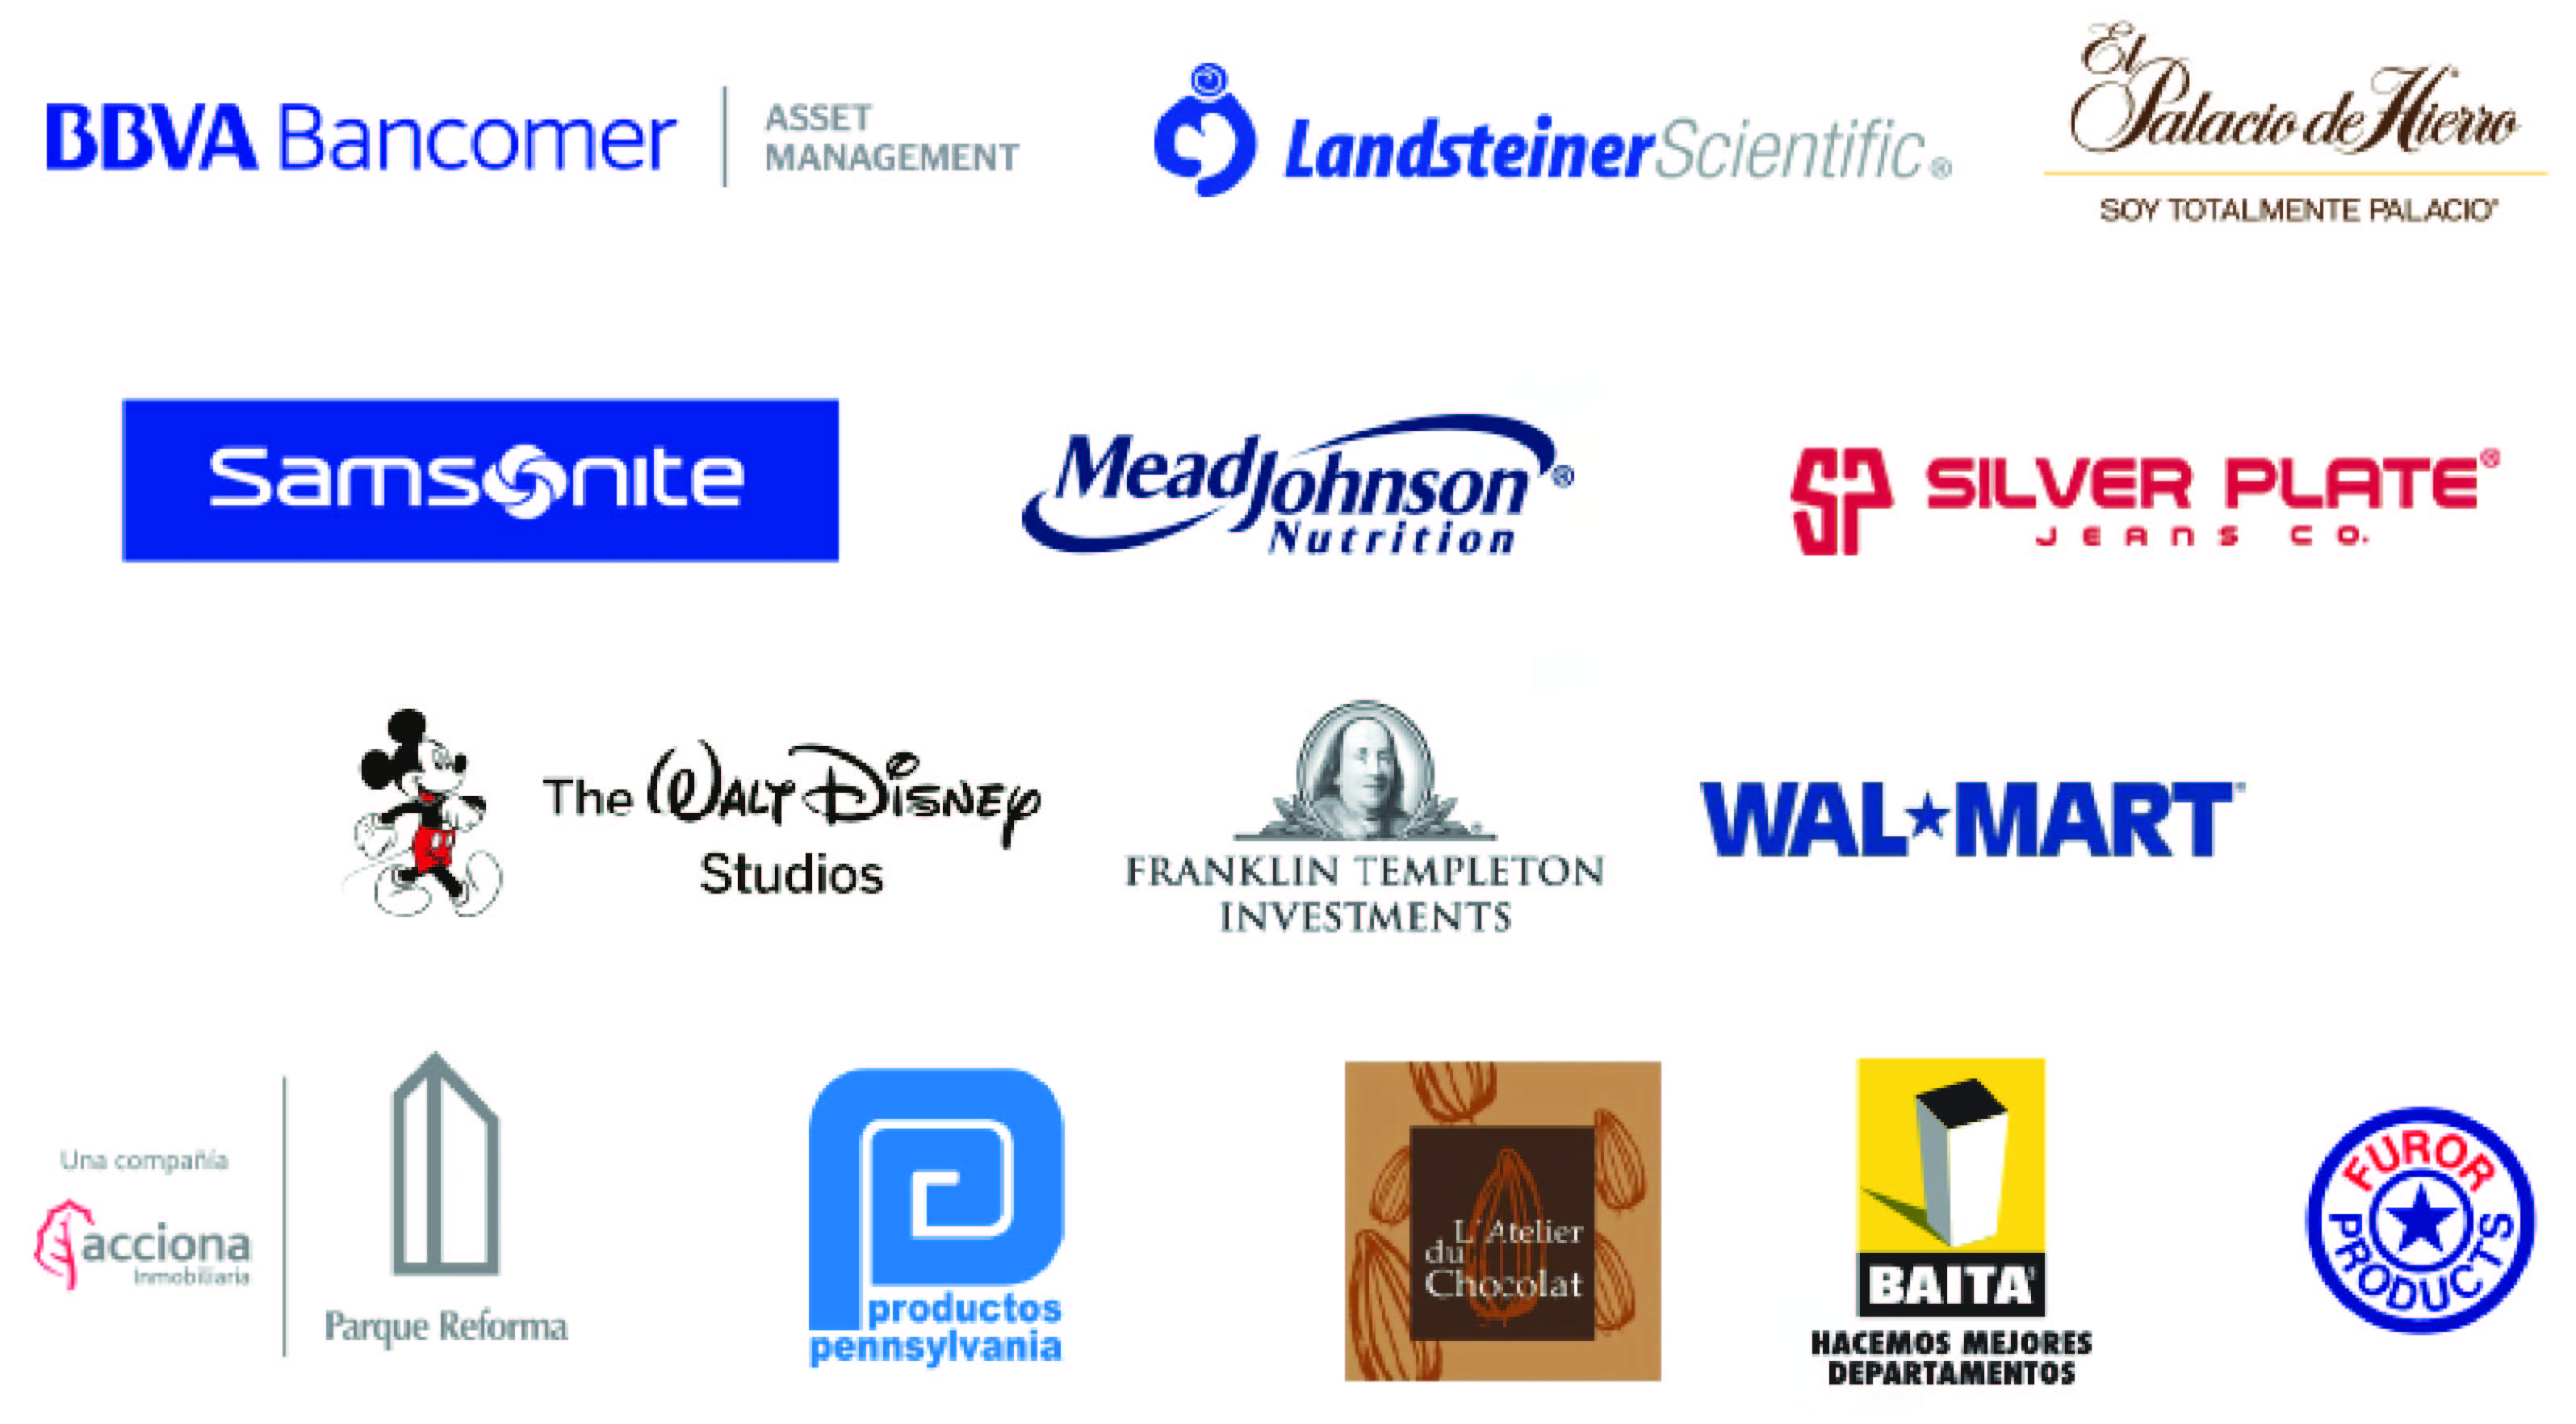 BBVA Bancomer
ASSET
MANAGEMENT
LandsteinerScientific®
El
Palacio de Hierro
SOY TOTALMENTE PALACIO®
Samsonite
MeadJohnson®
Nutrition
SP
SILVER PLATE®
JEANS CO.
The WALT DISNEY
Studios
FRANKLIN TEMPLETON
INVESTMENTS
WAL★MART®
Una compañía
acciona
Inmobiliaria
Parque Reforma
productos
pennsylvania
L'Atelier
du
Chocolat
BAITA
HACEMOS MEJORES
DEPARTAMENTOS
FUROR
PRODUCTS